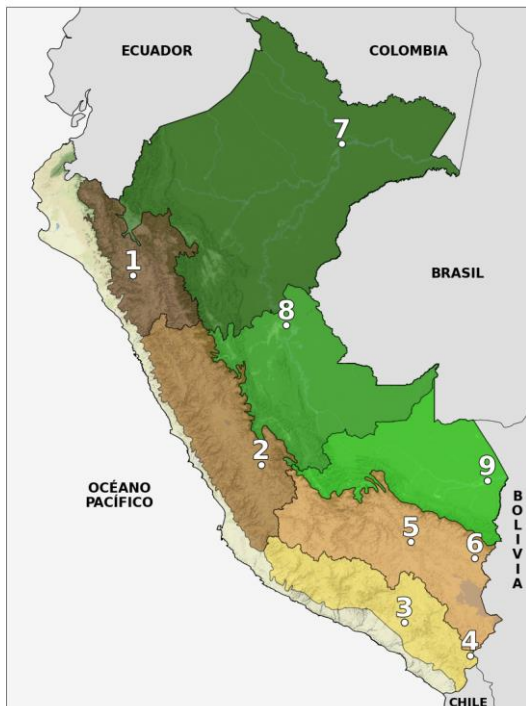 ECUADOR
COLOMBIA
7
1
BRASIL
8
2
9
OCÉANO
PACÍFICO
B
O
L
I
V
I
A
5
6
3
4
CHILE